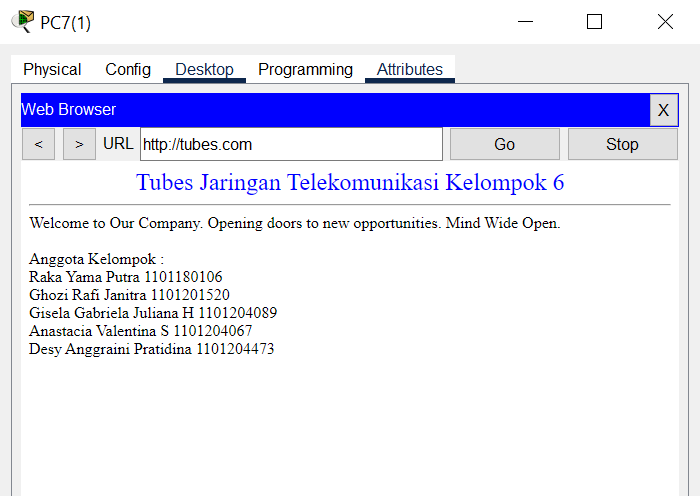 PC7(1)
Physical Config Desktop Programming Attributes
Web Browser X
< > URL http://tubes.com Go Stop
Tubes Jaringan Telekomunikasi Kelompok 6
Welcome to Our Company. Opening doors to new opportunities. Mind Wide Open.
Anggota Kelompok :
Raka Yama Putra 1101180106
Ghozi Rafi Janitra 1101201520
Gisela Gabriela Juliana H 1101204089
Anastacia Valentina S 1101204067
Desy Anggraini Pratidina 1101204473